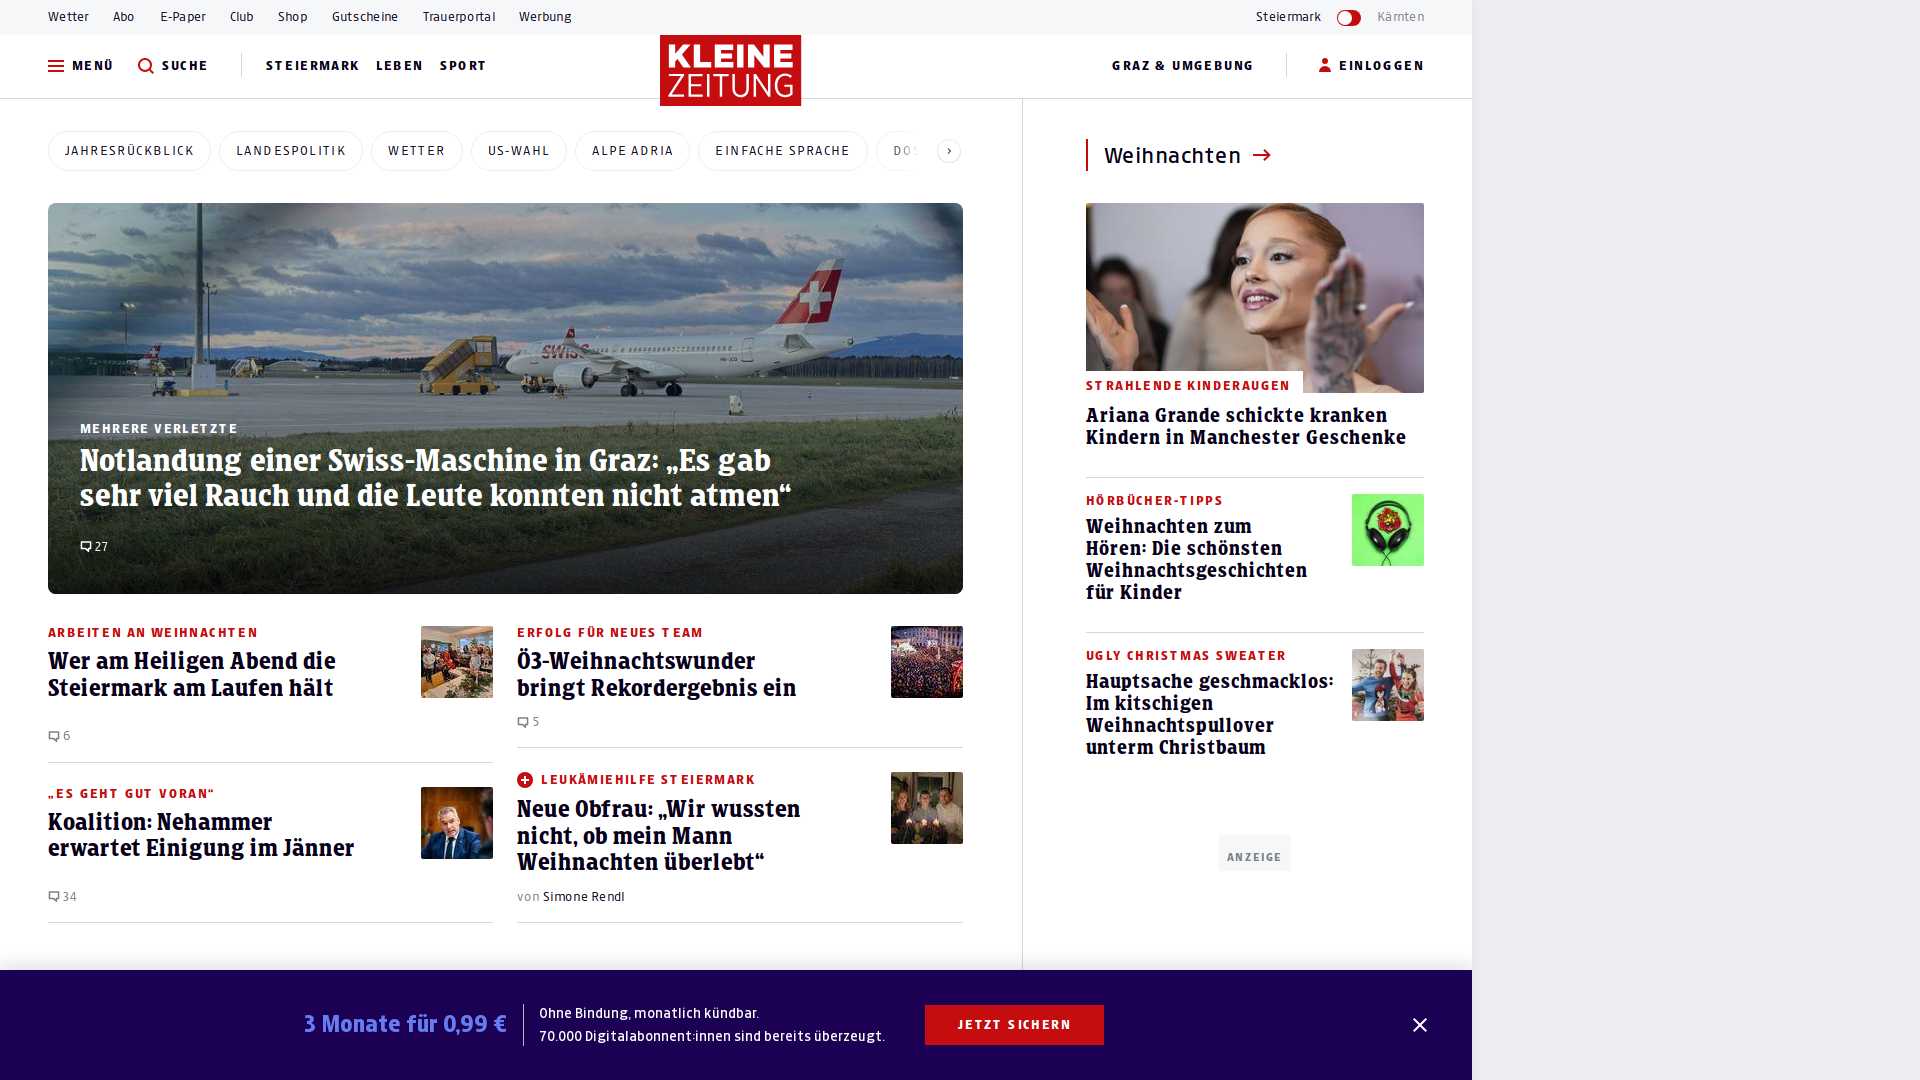 Wetter Abo E-Paper Club Shop Gutscheine Trauerportal Werbung Steiermark Kärnten
MENÜ SUCHE STEIERMARK LEBEN SPORT KLEINE ZEITUNG GRAZ & UMGEBUNG EINLOGGEN
JAHRESRÜCKBLICK LANDESPOLITIK WETTER US-WAHL ALPE ADRIA EINFACHE SPRACHE
MEHRERE VERLETZTE
Notlandung einer Swiss-Maschine in Graz: „Es gab
sehr viel Rauch und die Leute konnten nicht atmen“
27
ARBEITEN AN WEIHNACHTEN
Wer am Heiligen Abend die
Steiermark am Laufen hält
6
„ES GEHT GUT VORAN“
Koalition: Nehammer
erwartet Einigung im Jänner
34
ERFOLG FÜR NEUES TEAM
Ö3-Weihnachtswunder
bringt Rekordergebnis ein
5
LEUKÄMIEHILFE STEIERMARK
Neue Obfrau: „Wir wussten
nicht, ob mein Mann
Weihnachten überlebt“
von Simone Rendl
Weihnachten
STRAHLENDE KINDERAUGEN
Ariana Grande schickte kranken
Kindern in Manchester Geschenke
HÖRBÜCHER-TIPPS
Weihnachten zum
Hören: Die schönsten
Weihnachtsgeschichten
für Kinder
UGLY CHRISTMAS SWEATER
Hauptsache geschmacklos:
Im kitschigen
Weihnachtspullover
unterm Christbaum
ANZEIGE
3 Monate für 0,99 €
Ohne Bindung, monatlich kündbar.
70.000 Digitalabonnent:innen sind bereits überzeugt.
JETZT SICHERN